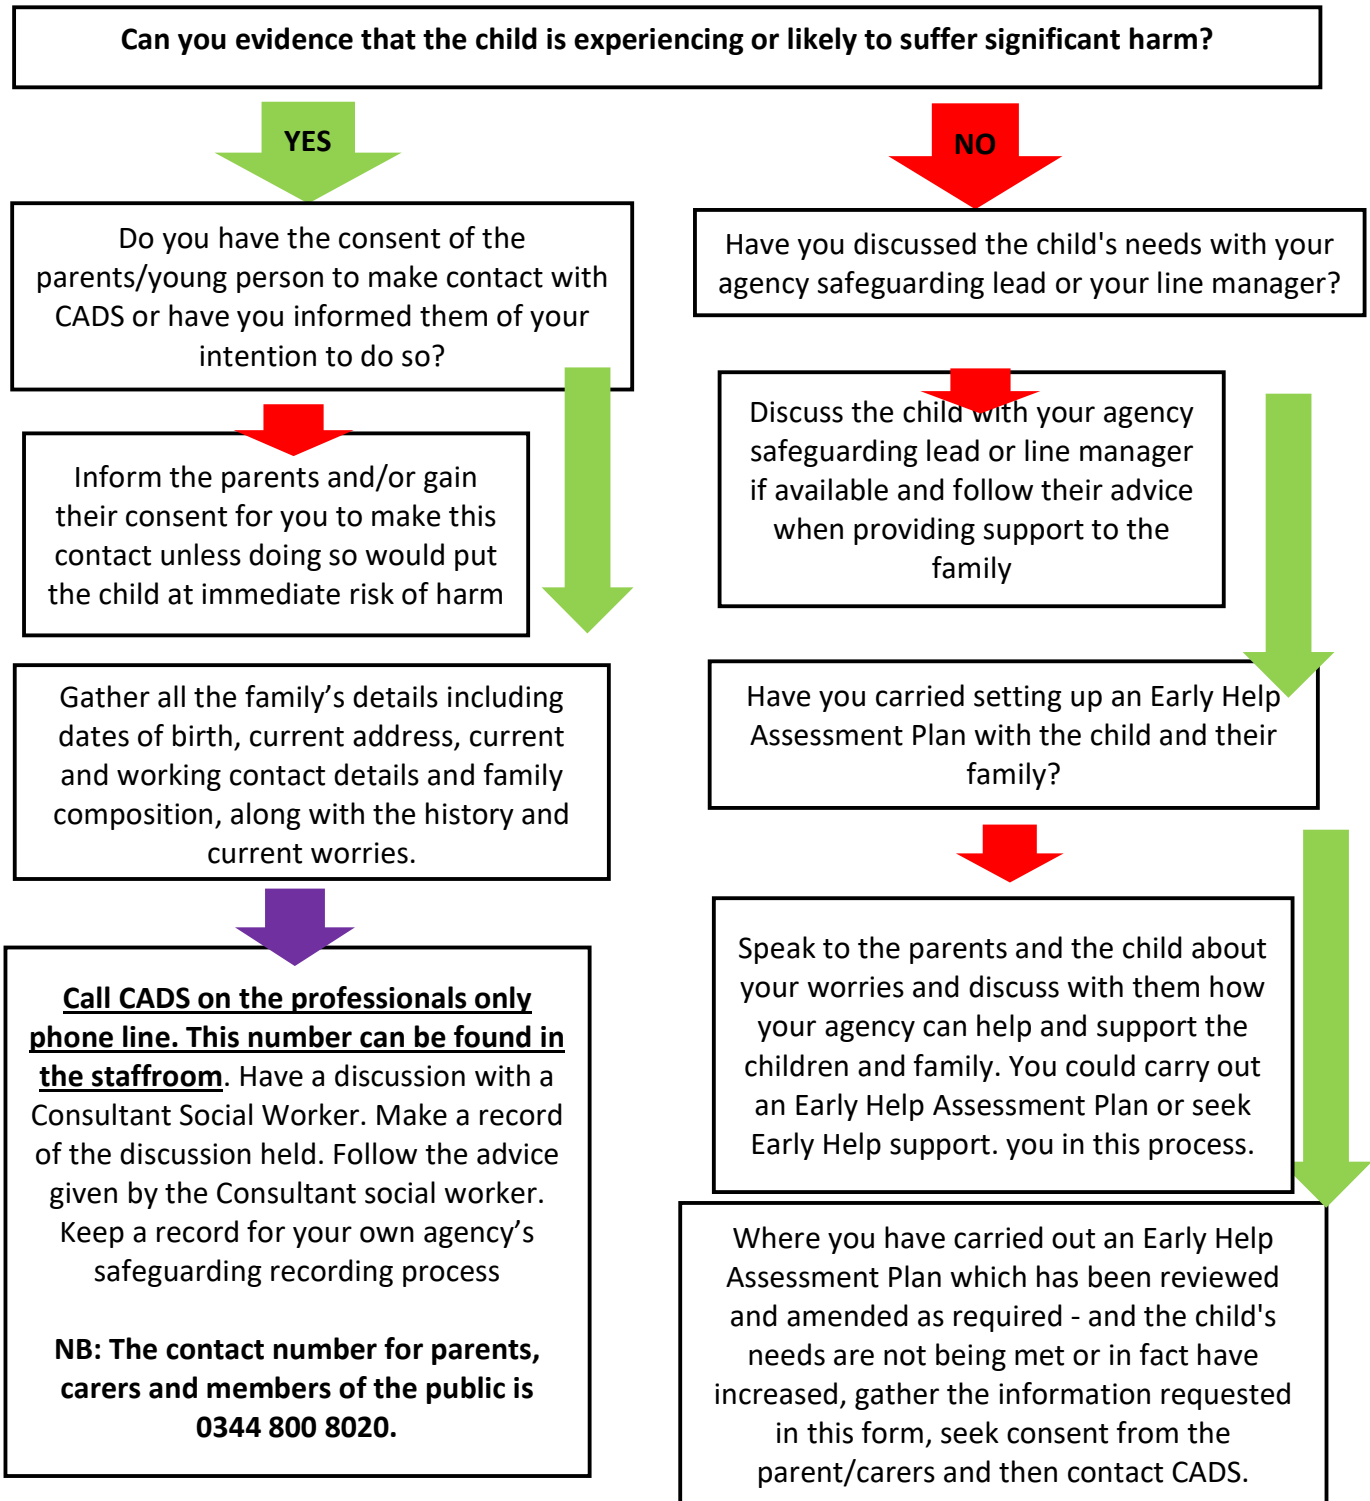 Can you evidence that the child is experiencing or likely to suffer significant harm?
YES
NO
Do you have the consent of the
parents/young person to make contact with
CADS or have you informed them of your
intention to do so?
Inform the parents and/or gain
their consent for you to make this
contact unless doing so would put
the child at immediate risk of harm
Gather all the family’s details including
dates of birth, current address, current
and working contact details and family
composition, along with the history and
current worries.
Call CADS on the professionals only
phone line. This number can be found in
the staffroom. Have a discussion with a
Consultant Social Worker. Make a record
of the discussion held. Follow the advice
given by the Consultant social worker.
Keep a record for your own agency’s
safeguarding recording process
NB: The contact number for parents,
carers and members of the public is
0344 800 8020.
Have you discussed the child's needs with your
agency safeguarding lead or your line manager?
Discuss the child with your agency
safeguarding lead or line manager
if available and follow their advice
when providing support to the
family
Have you carried setting up an Early Help
Assessment Plan with the child and their
family?
Speak to the parents and the child about
your worries and discuss with them how
your agency can help and support the
children and family. You could carry out
an Early Help Assessment Plan or seek
Early Help support. you in this process.
Where you have carried out an Early Help
Assessment Plan which has been reviewed
and amended as required - and the child's
needs are not being met or in fact have
increased, gather the information requested
in this form, seek consent from the
parent/carers and then contact CADS.